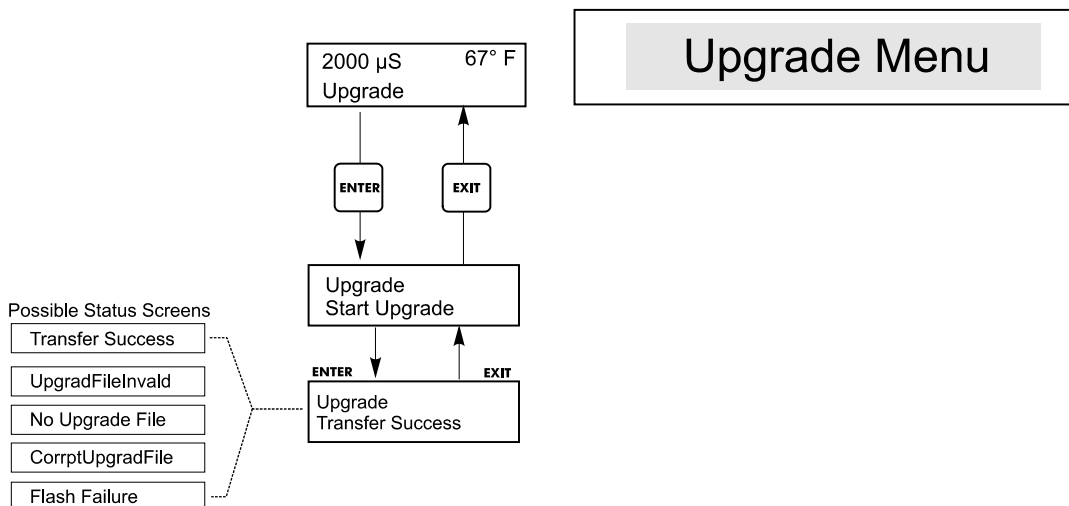 Upgrade Menu
2000 µS 67° F
Upgrade
ENTER EXIT
Upgrade
Start Upgrade
ENTER EXIT
Upgrade
Transfer Success
Possible Status Screens
Transfer Success
UpgradFileInvald
No Upgrade File
CorrptUpgradFile
Flash Failure